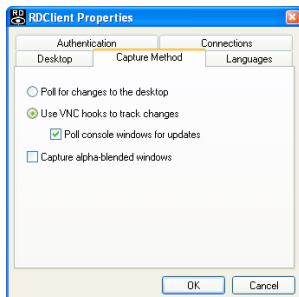 RD RDClient Properties
Authentication
Connections
Desktop
Capture Method
Languages
Poll for changes to the desktop
Use VNC hooks to track changes
Poll console windows for updates
Capture alpha-blended windows
OK
Cancel